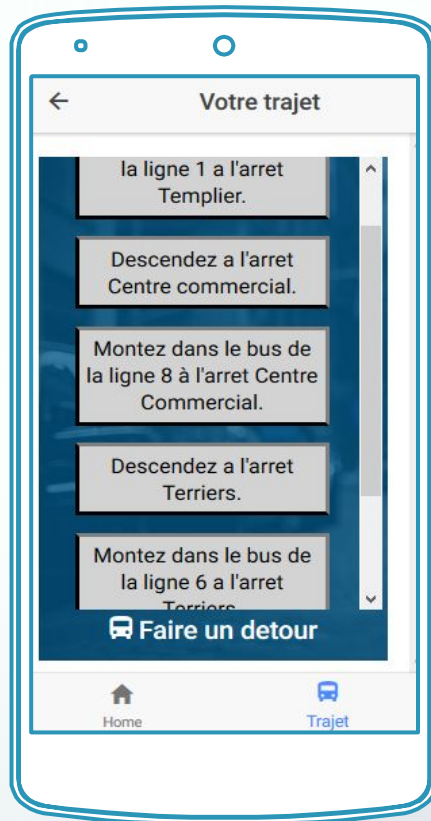 Votre trajet
la ligne 1 a l'arret
Templier.
Descendez a l'arret
Centre commercial.
Montez dans le bus de
la ligne 8 à l'arret Centre
Commercial.
Descendez a l'arret
Terriers.
Montez dans le bus de
la ligne 6 a l'arret
Terriers
Faire un detour
Home
Trajet